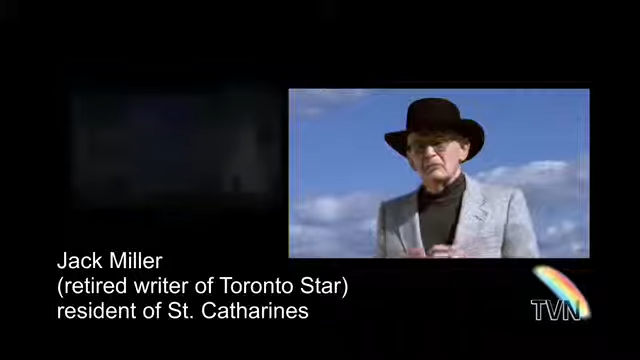 Jack Miller
(retired writer of Toronto Star)
resident of St. Catharines
TVN